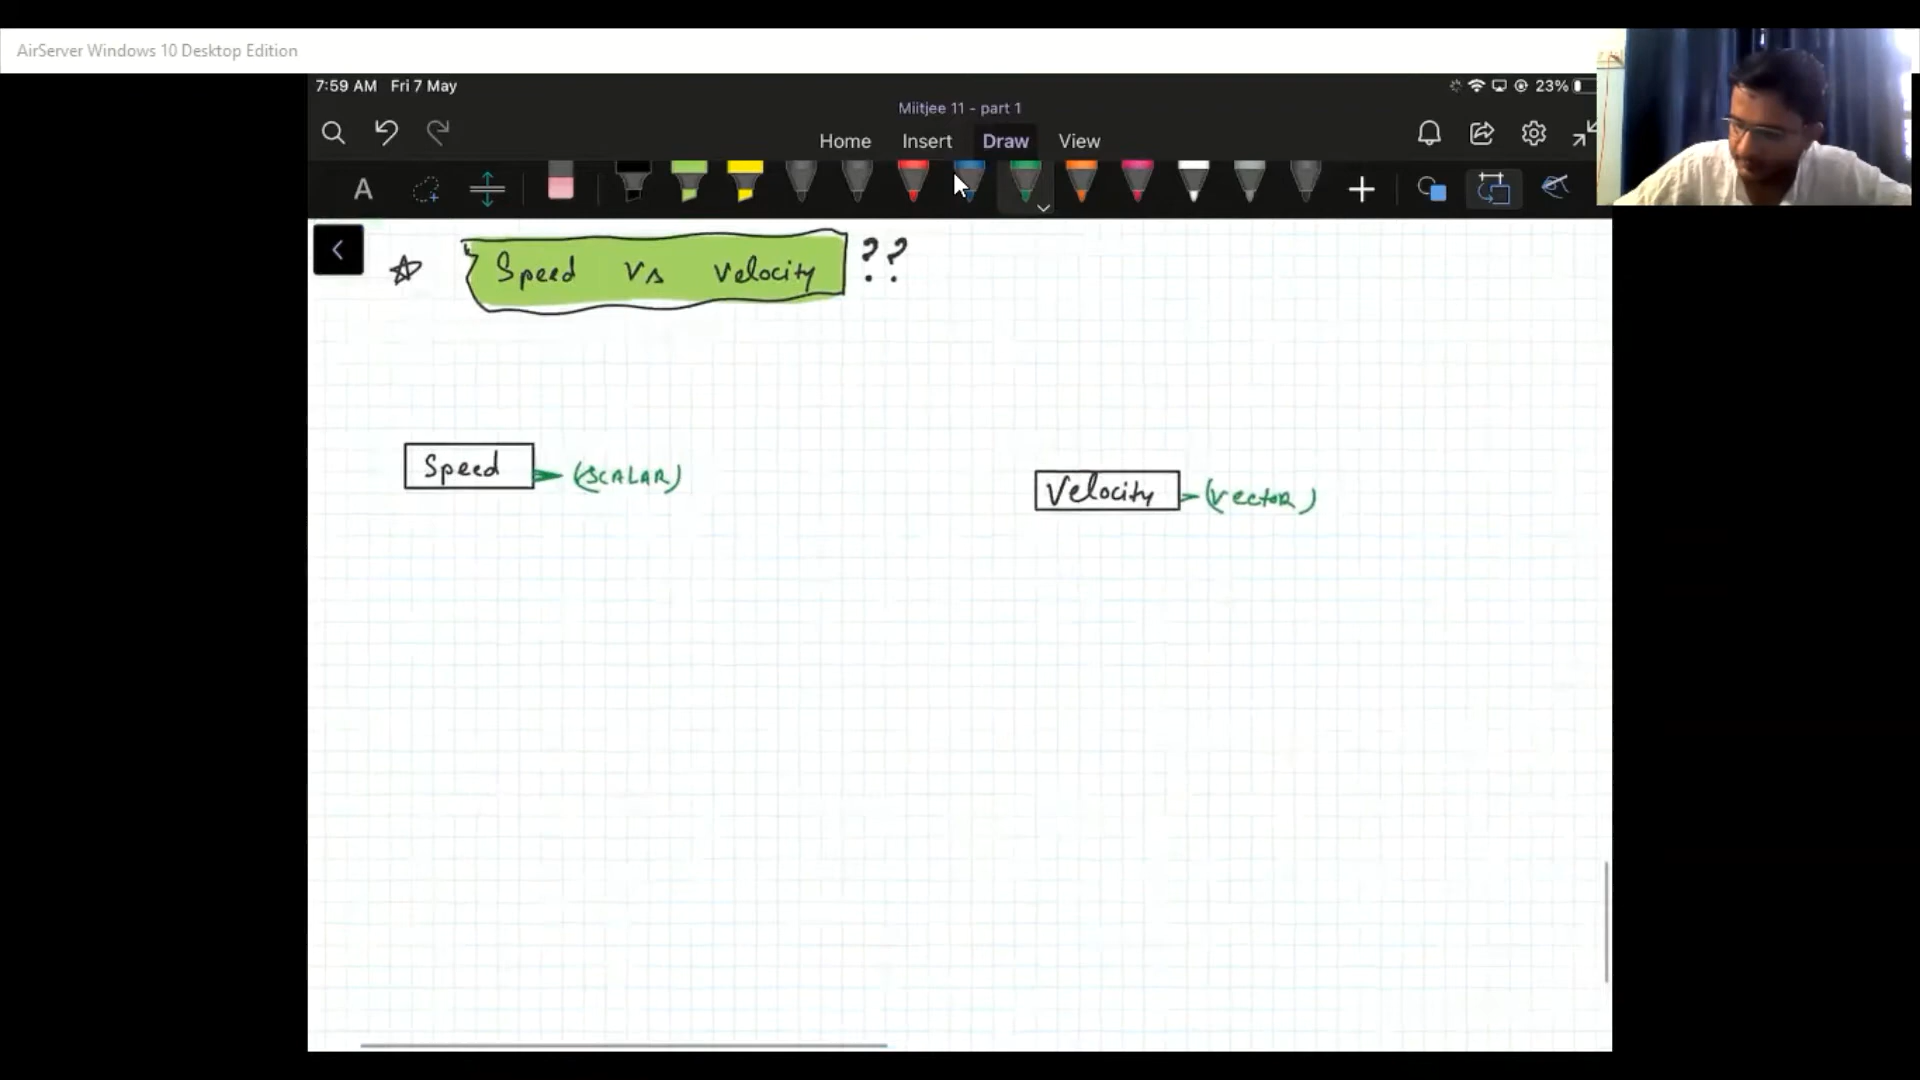 AirServer Windows 10 Desktop Edition
7:59 AM Fri 7 May
23%
Miitjee 11 - part 1
Home Insert Draw View
A
Speed Vs Velocity ??
Speed (SCALAR)
Velocity (Vector)